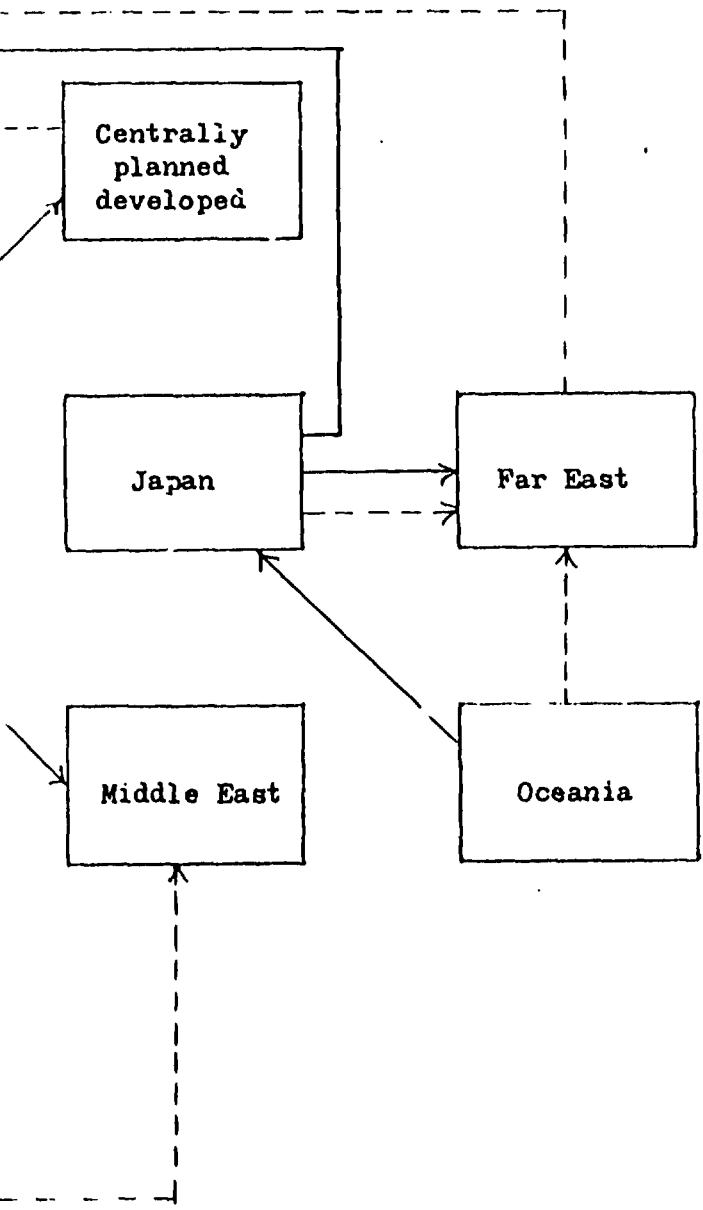 Centrally
planned
developed
Japan
Far East
Middle East
Oceania